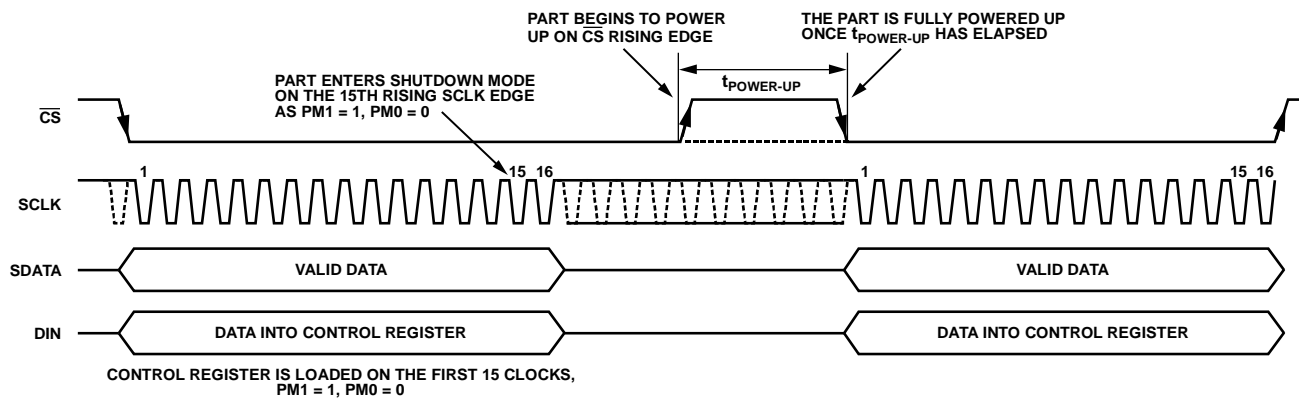 PART BEGINS TO POWER
UP ON CS RISING EDGE
THE PART IS FULLY POWERED UP
ONCE tPOWER-UP HAS ELAPSED
PART ENTERS SHUTDOWN MODE
ON THE 15TH RISING SCLK EDGE
AS PM1 = 1, PM0 = 0
tPOWER-UP
CS
1 15 16 1 15 16
SCLK
SDATA VALID DATA VALID DATA
DIN DATA INTO CONTROL REGISTER DATA INTO CONTROL REGISTER
CONTROL REGISTER IS LOADED ON THE FIRST 15 CLOCKS,
PM1 = 1, PM0 = 0